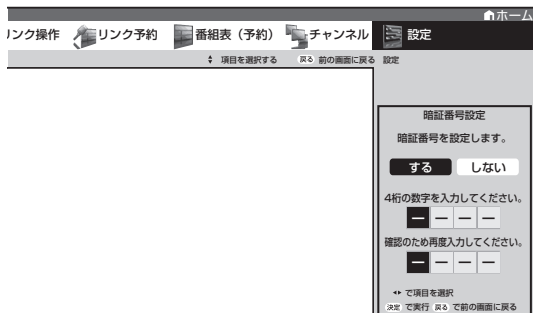 ホーム
リンク操作 リンク予約 番組表（予約） チャンネル 設定
項目を選択する 戻る 前の画面に戻る 設定
暗証番号設定
暗証番号を設定します。
する しない
4桁の数字を入力してください。
－ － － －
確認のため再度入力してください。
－ － － －
で項目を選択
決定 で実行 戻る で前の画面に戻る